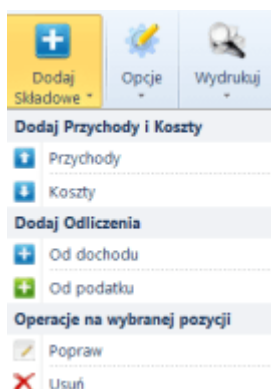 Dodaj
Składowe
Opcje
Wydrukuj
Dodaj Przychody i Koszty
Przychody
Koszty
Dodaj Odliczenia
Od dochodu
Od podatku
Operacje na wybranej pozycji
Popraw
Usuń